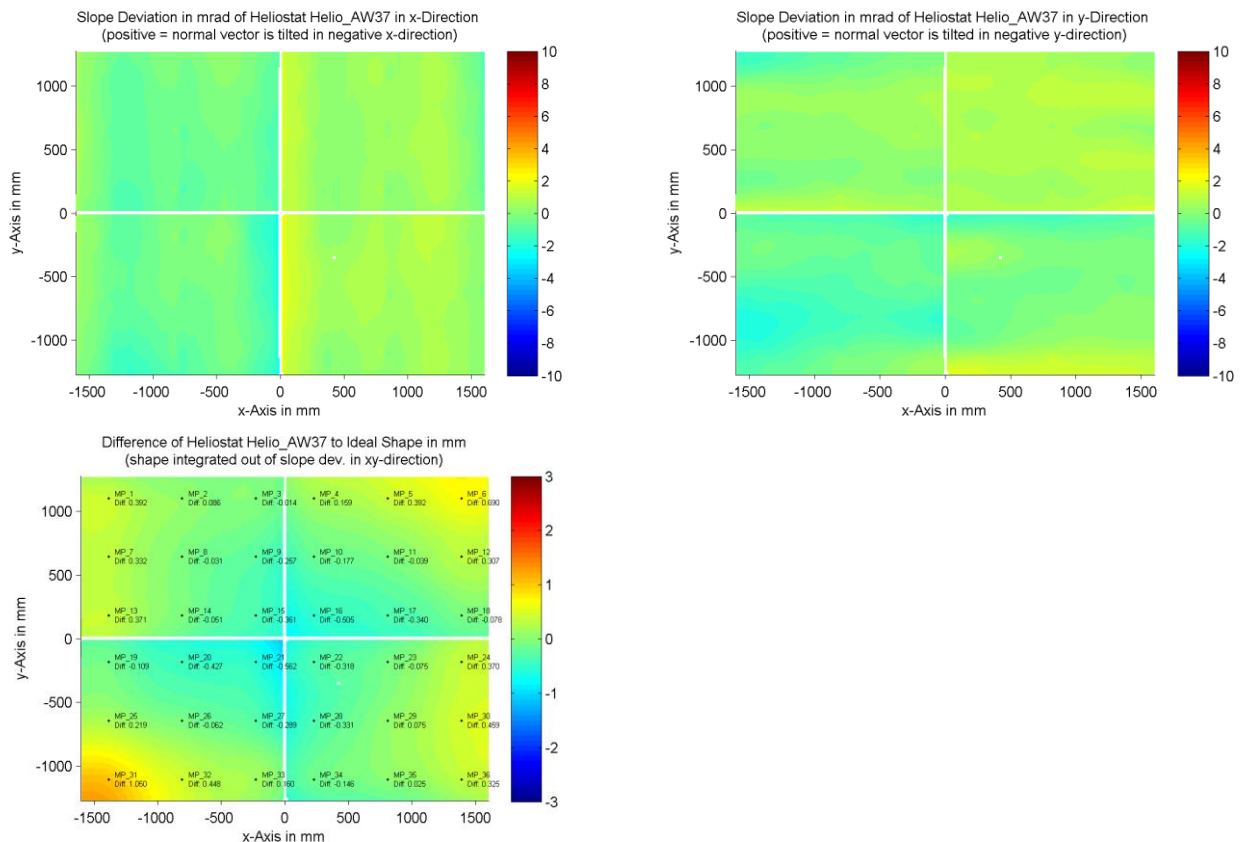 Slope Deviation in mrad of Heliostat Helio_AW37 in x-Direction
(positive = normal vector is tilted in negative x-direction)
1000
500
0
-500
-1000
y-Axis in mm
-1500 -1000 -500 0 500 1000 1500
x-Axis in mm
10
8
6
4
2
0
-2
-4
-6
-8
-10
Slope Deviation in mrad of Heliostat Helio_AW37 in y-Direction
(positive = normal vector is tilted in negative y-direction)
1000
500
0
-500
-1000
y-Axis in mm
-1500 -1000 -500 0 500 1000 1500
x-Axis in mm
10
8
6
4
2
0
-2
-4
-6
-8
-10
Difference of Heliostat Helio_AW37 to Ideal Shape in mm
(shape integrated out of slope dev. in xy-direction)
1000
500
0
-500
-1000
y-Axis in mm
MP_1 MP_2 MP_3 MP_4 MP_5 MP_6
Diff: 0.392 Diff: 0.086 Diff: -0.014 Diff: 0.159 Diff: 0.392 Diff: 0.690
MP_7 MP_8 MP_9 MP_10 MP_11 MP_12
Diff: 0.332 Diff: -0.031 Diff: -0.257 Diff: -0.177 Diff: -0.039 Diff: 0.307
MP_13 MP_14 MP_15 MP_16 MP_17 MP_18
Diff: 0.371 Diff: -0.051 Diff: -0.361 Diff: -0.505 Diff: -0.340 Diff: -0.078
MP_19 MP_20 MP_21 MP_22 MP_23 MP_24
Diff: -0.109 Diff: -0.427 Diff: -0.562 Diff: -0.318 Diff: -0.075 Diff: 0.370
MP_25 MP_26 MP_27 MP_28 MP_29 MP_30
Diff: 0.219 Diff: -0.062 Diff: -0.289 Diff: -0.331 Diff: 0.075 Diff: 0.459
MP_31 MP_32 MP_33 MP_34 MP_35 MP_36
Diff: 1.050 Diff: 0.448 Diff: 0.160 Diff: -0.146 Diff: 0.025 Diff: 0.325
-1500 -1000 -500 0 500 1000 1500
x-Axis in mm
3
2
1
0
-1
-2
-3